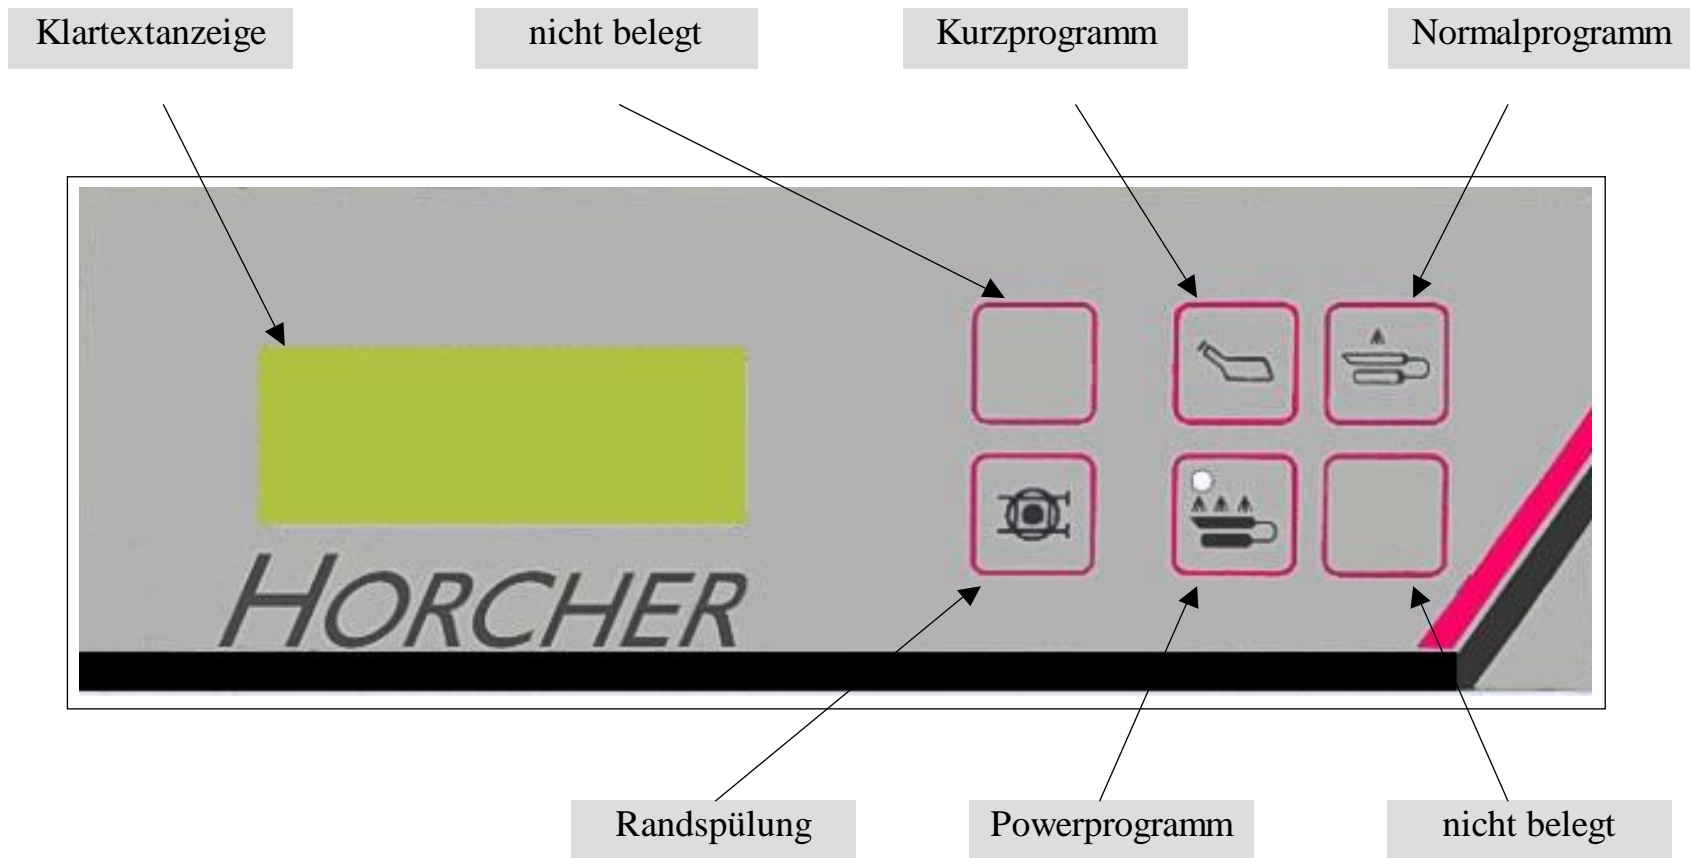 Klartextanzeige
nicht belegt
Kurzprogramm
Normalprogramm
HORCHER
Randspülung
Powerprogramm
nicht belegt